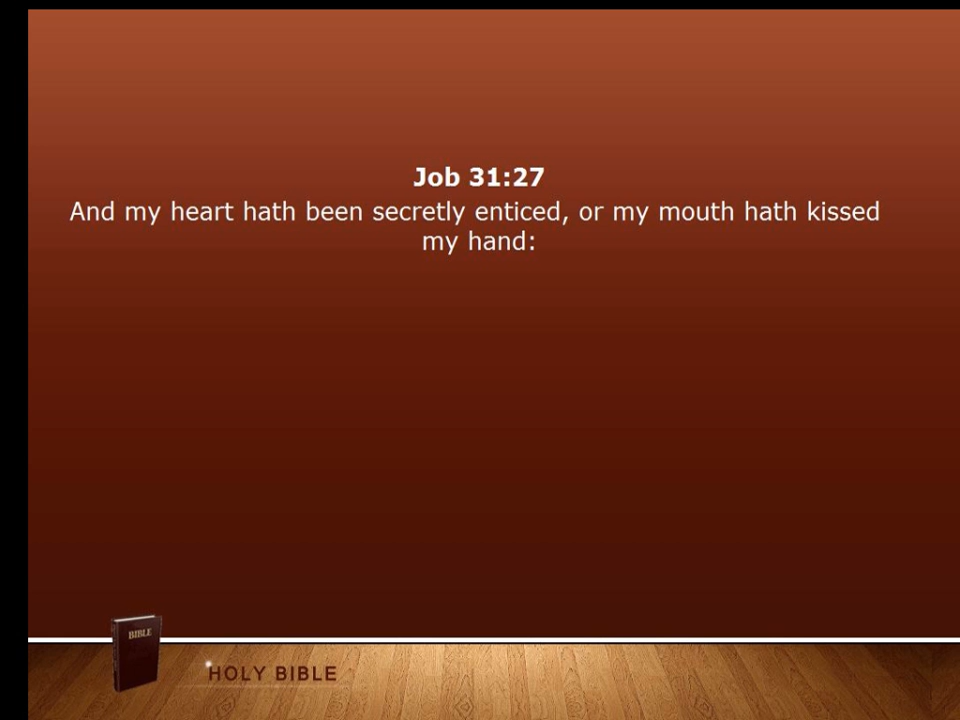 Job 31:27
And my heart hath been secretly enticed, or my mouth hath kissed
my hand:
BIBLE
HOLY BIBLE